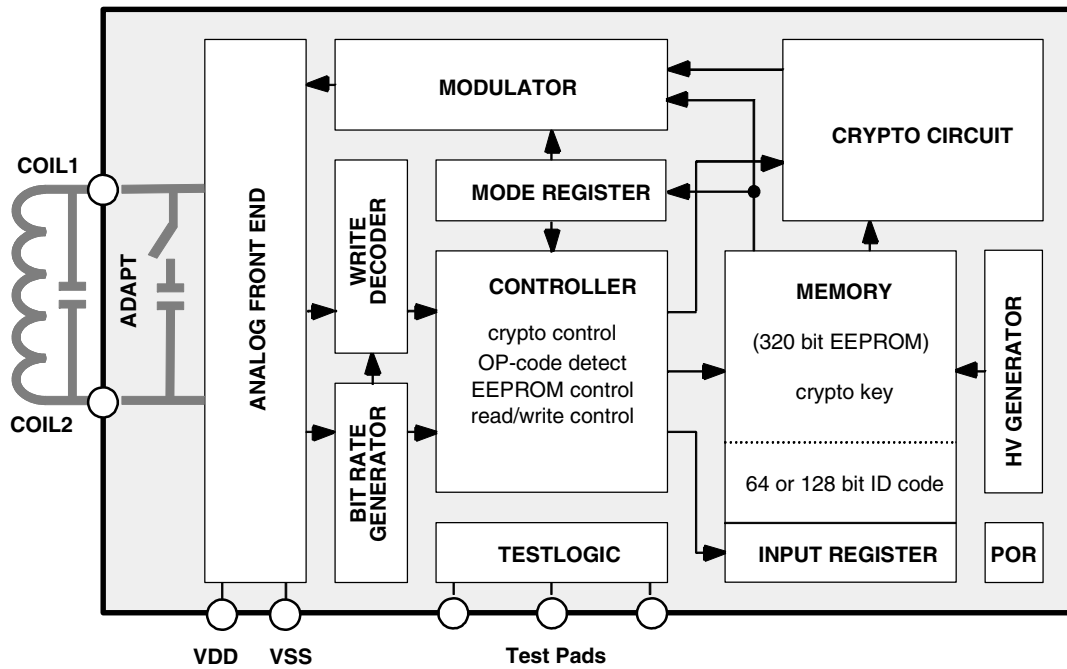 MODULATOR
CRYPTO CIRCUIT
COIL1
MODE REGISTER
ADAPT
ANALOG FRONT END
WRITE
DECODER
CONTROLLER
crypto control
OP-code detect
EEPROM control
read/write control
MEMORY
(320 bit EEPROM)
crypto key
64 or 128 bit ID code
HV GENERATOR
COIL2
BIT RATE
GENERATOR
TESTLOGIC
INPUT REGISTER
POR
VDD
VSS
Test Pads